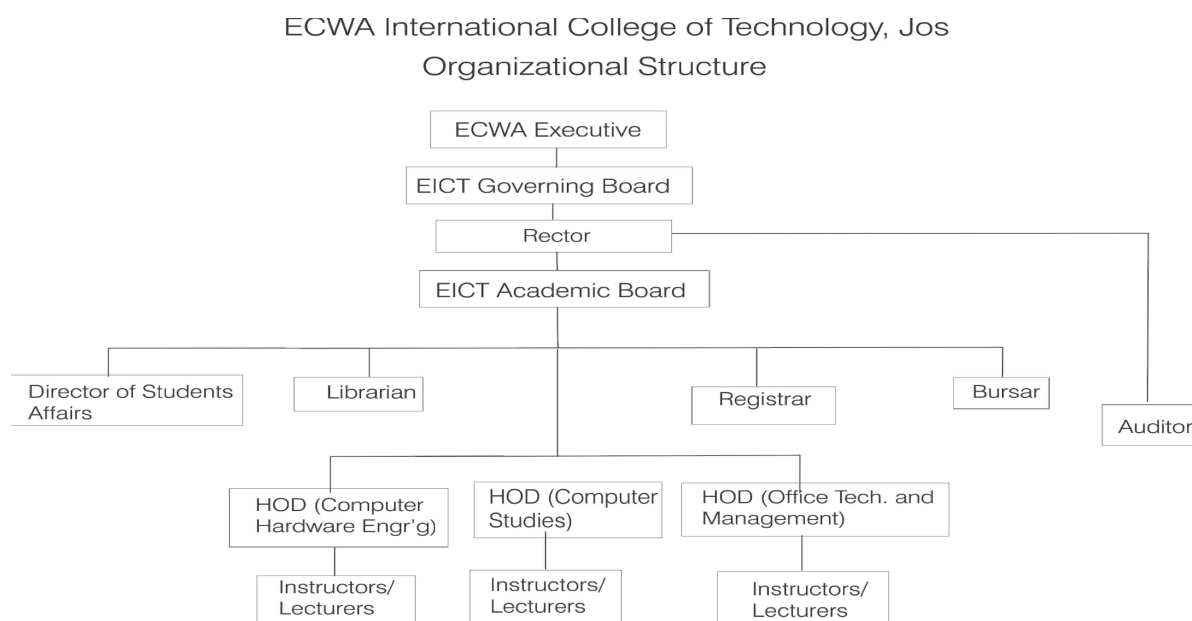 ECWA International College of Technology, Jos
Organizational Structure
ECWA Executive
EICT Governing Board
Rector
EICT Academic Board
Director of Students
Affairs
Librarian
Registrar
Bursar
Auditor
HOD (Computer
Hardware Engr'g)
HOD (Computer
Studies)
HOD (Office Tech. and
Management)
Instructors/
Lecturers
Instructors/
Lecturers
Instructors/
Lecturers